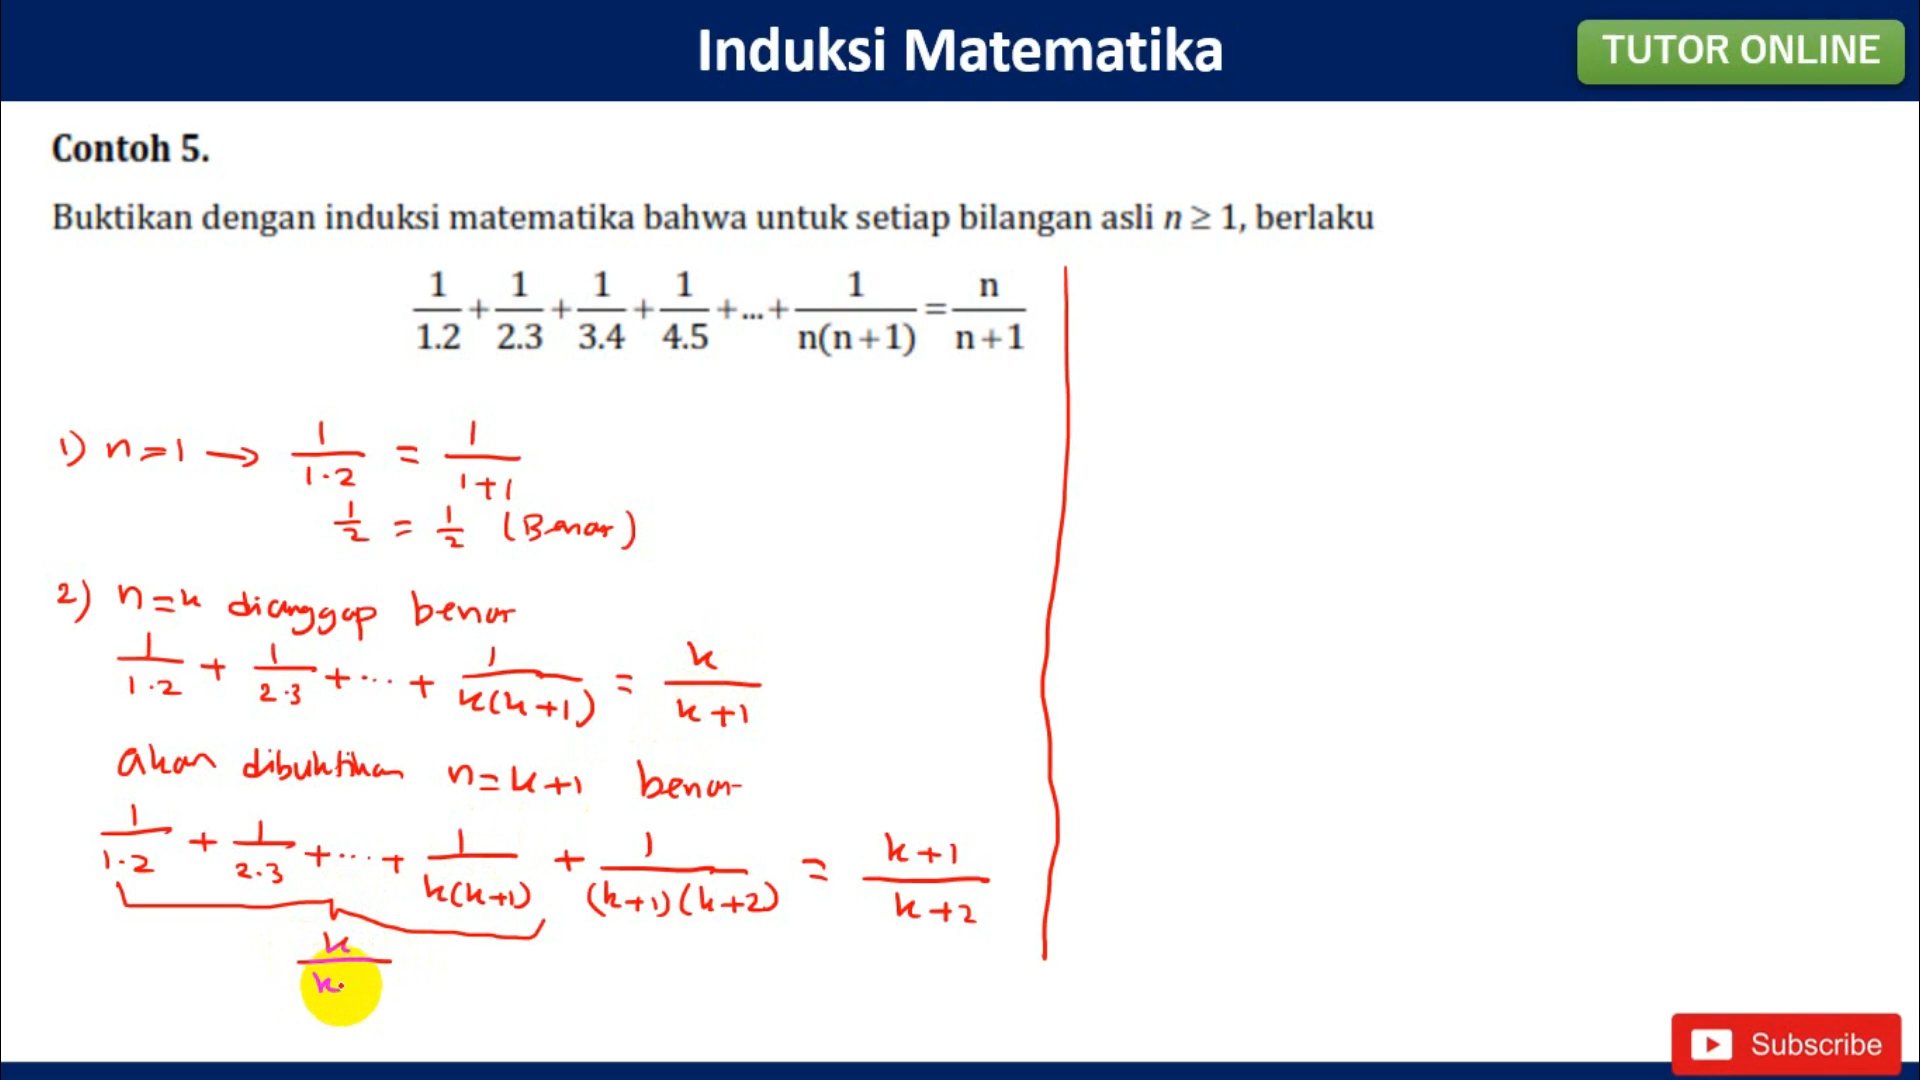 Induksi Matematika
TUTOR ONLINE
Contoh 5.
Buktikan dengan induksi matematika bahwa untuk setiap bilangan asli n ≥ 1, berlaku
1/1.2 + 1/2.3 + 1/3.4 + 1/4.5 + ... + 1/n(n+1) = n/n+1
1) n=1 → 1/1·2 = 1/1+1
1/2 = 1/2 (Benar)
2) n=k dianggap benar
1/1·2 + 1/2·3 + ··· + 1/k(k+1) = k/k+1
akan dibuktikan n=k+1 benar
1/1·2 + 1/2·3 + ··· + 1/k(k+1) + 1/(k+1)(k+2) = k+1/k+2
k/k
Subscribe